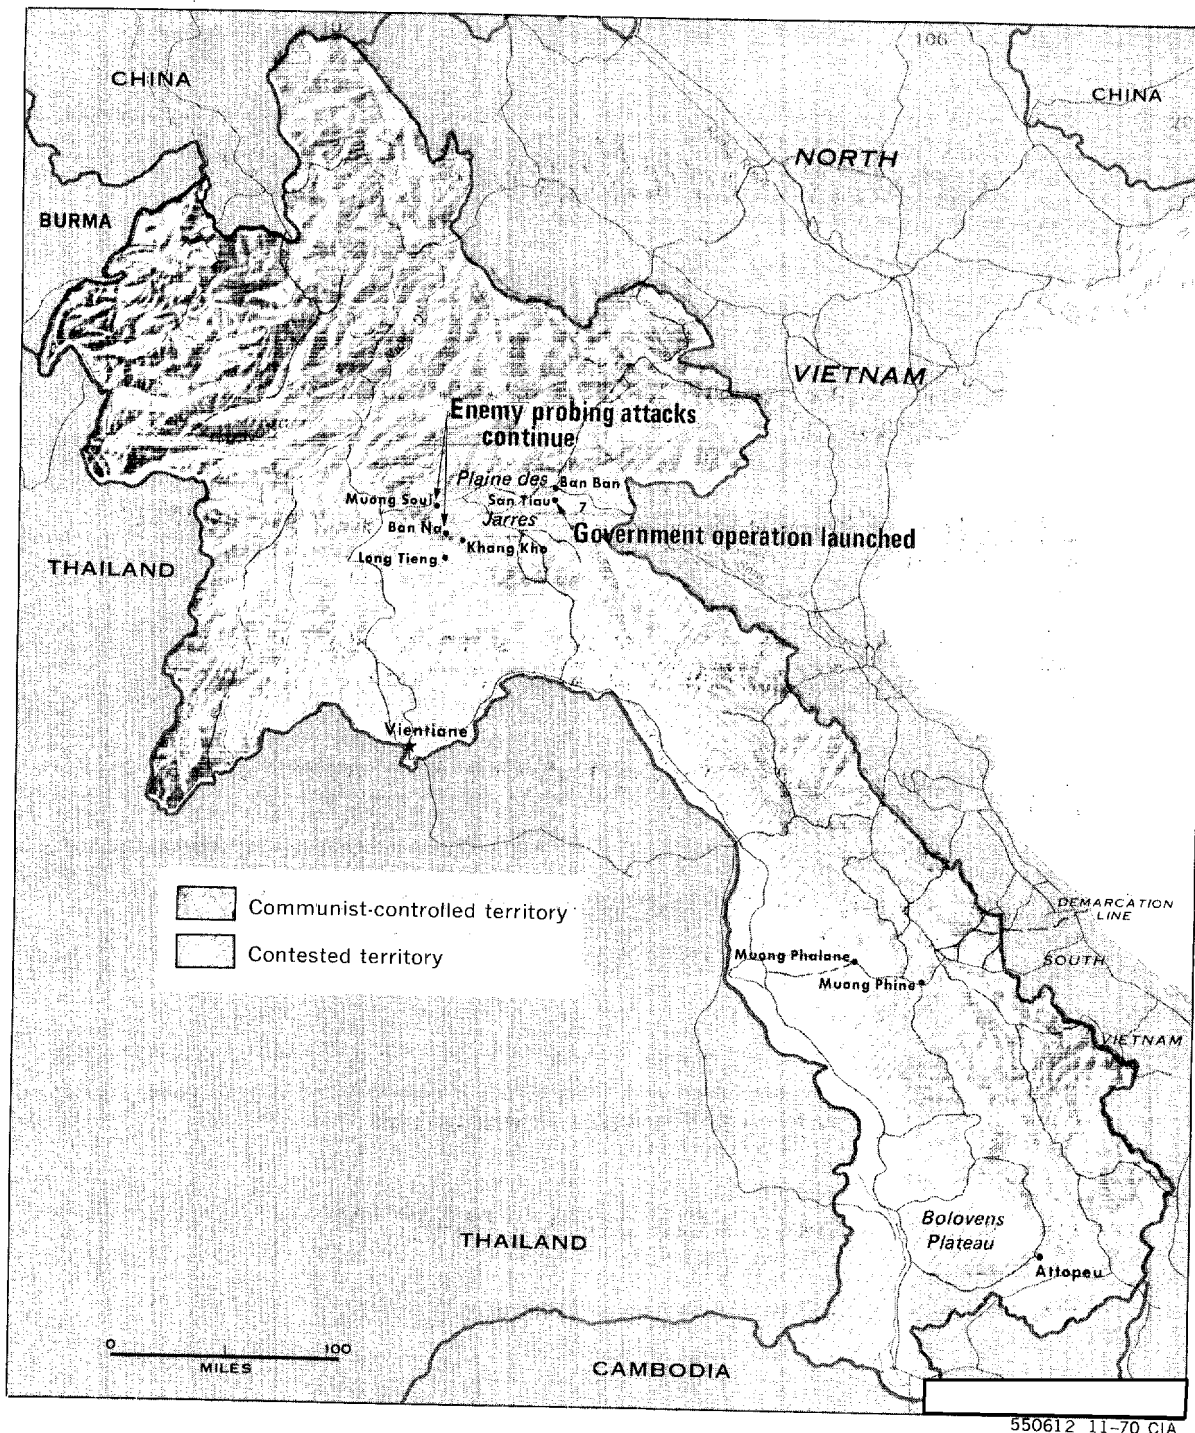 106
CHINA
CHINA
NORTH
BURMA
VIETNAM
Enemy probing attacks
continue
Plaine des
Ban Ban
Muong Soui
San Tiau
7
Jarres
Ban Na
Government operation launched
Khang Kho
Long Tieng
THAILAND
Vientiane
Communist-controlled territory
DEMARCATION
LINE
Contested territory
Muong Phalane
SOUTH
Muong Phine
VIETNAM
Bolovens
Plateau
THAILAND
Attopeu
0
100
MILES
CAMBODIA
550612 11-70 CIA